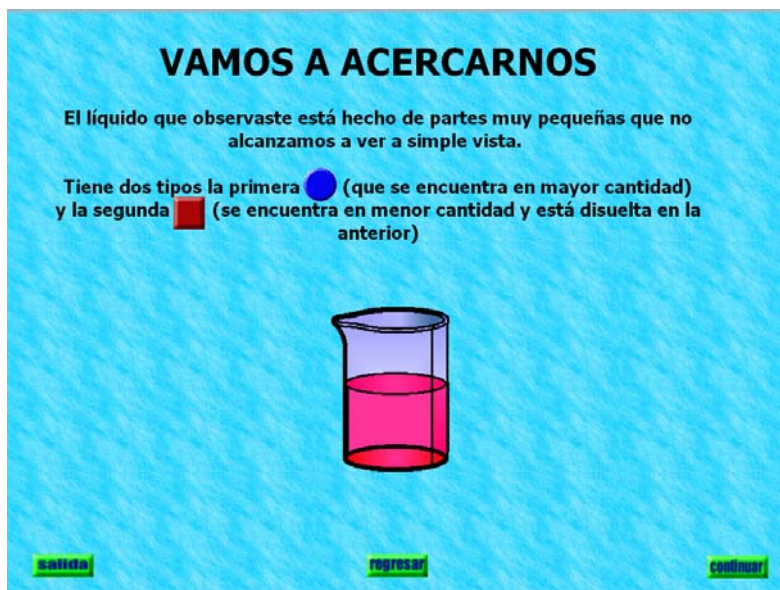 VAMOS A ACERCARNOS
El líquido que observaste está hecho de partes muy pequeñas que no
alcanzamos a ver a simple vista.
Tiene dos tipos la primera (que se encuentra en mayor cantidad)
y la segunda (se encuentra en menor cantidad y está disuelta en la
anterior)
salida regresar continuar